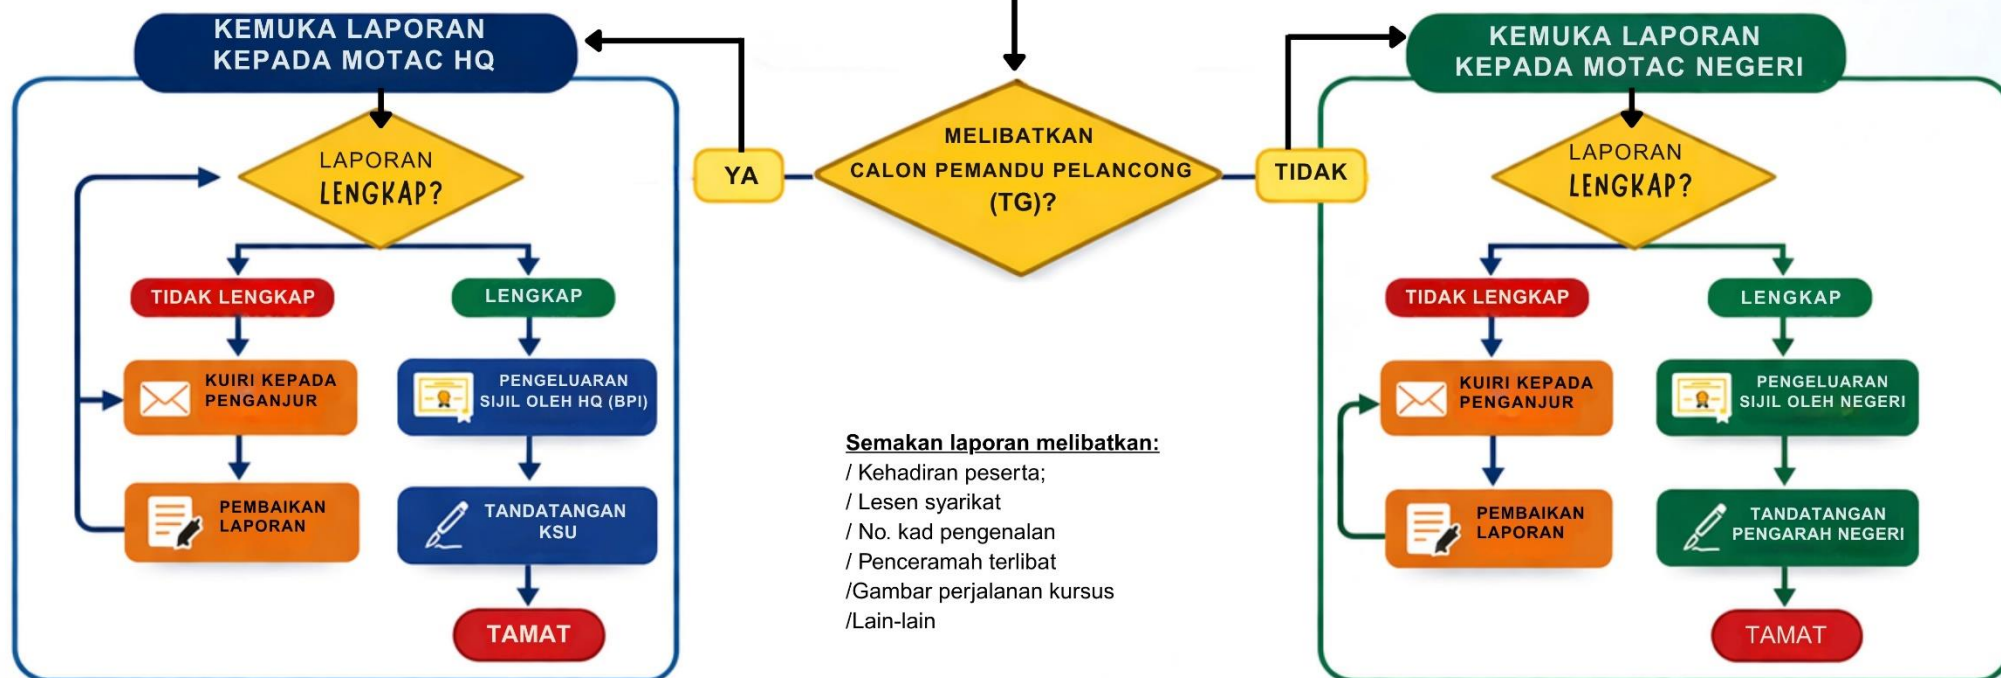 KEMUKA LAPORAN
KEPADA MOTAC HQ
LAPORAN
LENGKAP?
TIDAK LENGKAP
LENGKAP
KUIRI KEPADA
PENGANJUR
PENGELUARAN
SIJIL OLEH HQ (BPI)
PEMBAIKAN
LAPORAN
TANDATANGAN
KSU
TAMAT
YA
MELIBATKAN
CALON PEMANDU PELANCONG
(TG)?
TIDAK
Semakan laporan melibatkan:
/ Kehadiran peserta;
/ Lesen syarikat
/ No. kad pengenalan
/ Penceramah terlibat
/Gambar perjalanan kursus
/Lain-lain
KEMUKA LAPORAN
KEPADA MOTAC NEGERI
LAPORAN
LENGKAP?
TIDAK LENGKAP
LENGKAP
KUIRI KEPADA
PENGANJUR
PENGELUARAN
SIJIL OLEH NEGERI
PEMBAIKAN
LAPORAN
TANDATANGAN
PENGARAH NEGERI
TAMAT